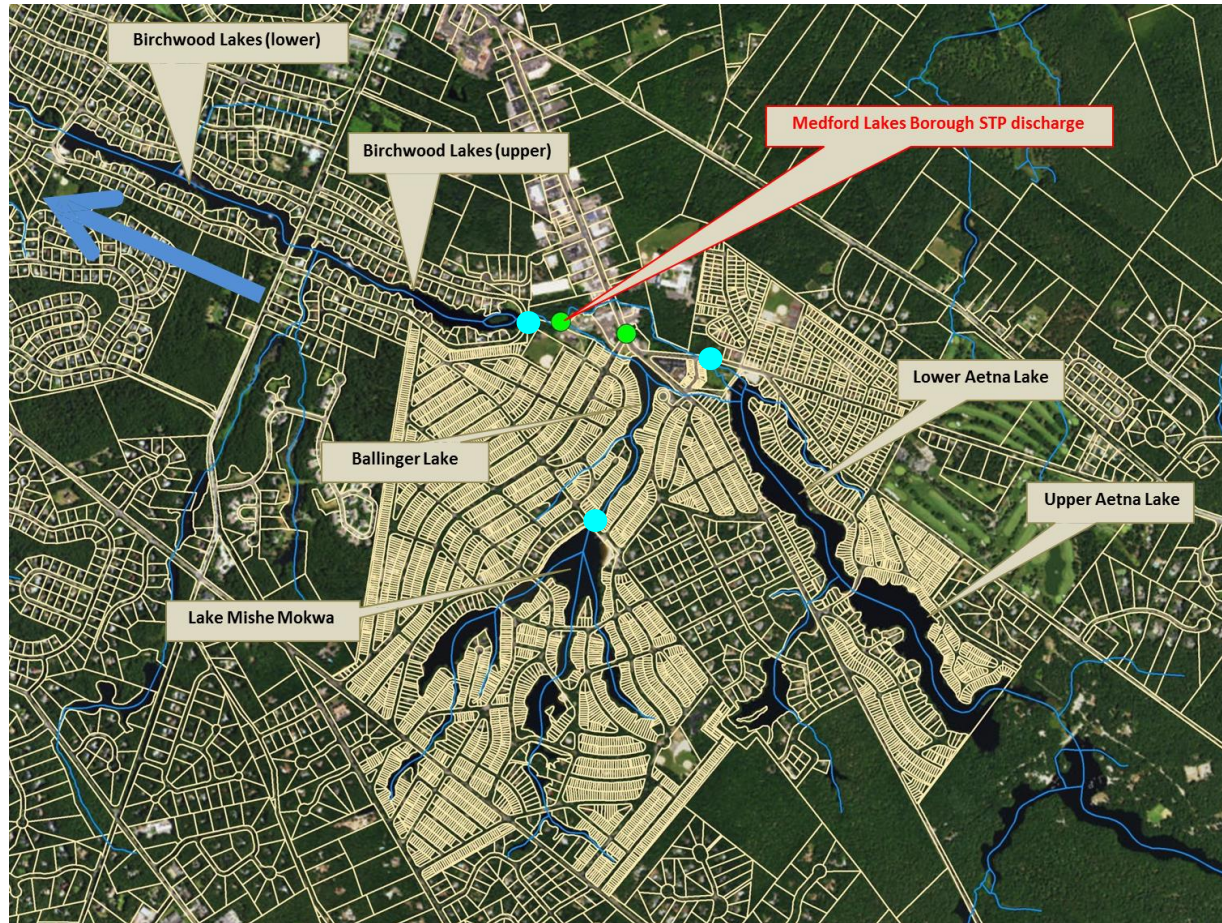 Birchwood Lakes (lower)
Medford Lakes Borough STP discharge
Birchwood Lakes (upper)
Lower Aetna Lake
Ballinger Lake
Upper Aetna Lake
Lake Mishe Mokwa